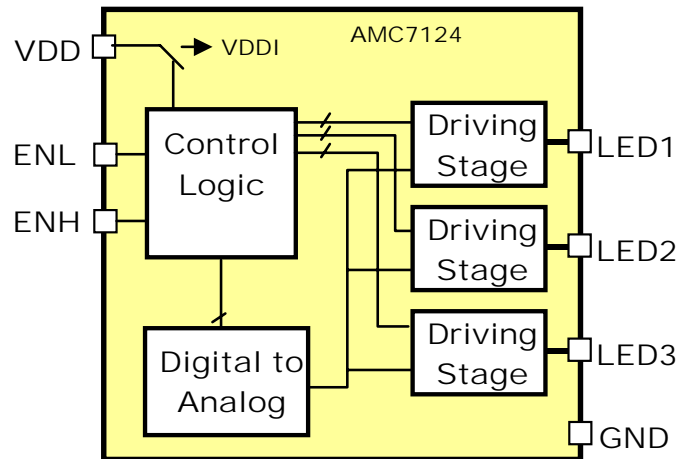 AMC7124
VDD
VDDI
ENL
ENH
Control
Logic
Digital to
Analog
Driving
Stage
LED1
Driving
Stage
LED2
Driving
Stage
LED3
GND